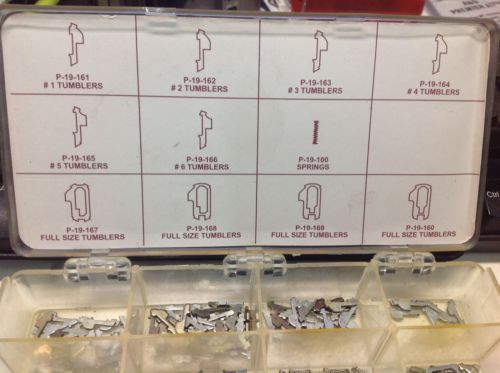 P-19-161
# 1 TUMBLERS
P-19-162
# 2 TUMBLERS
P-19-163
# 3 TUMBLERS
P-19-164
# 4 TUMBLERS
P-19-165
# 5 TUMBLERS
P-19-166
# 6 TUMBLERS
P-19-100
SPRINGS
P-19-167
FULL SIZE TUMBLERS
P-19-168
FULL SIZE TUMBLERS
P-19-169
FULL SIZE TUMBLERS
P-19-160
FULL SIZE TUMBLERS
Ctrl